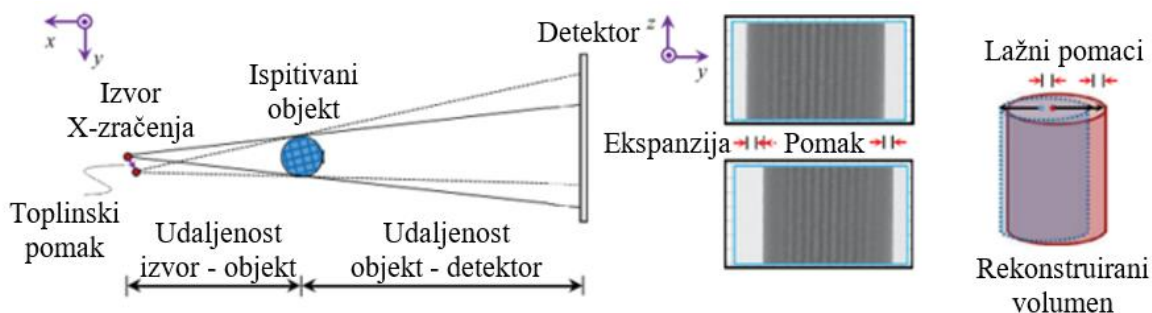 x
y
Izvor
X-zračenja
Ispitivani
objekt
Detektor
Toplinski
pomak
Udaljenost
izvor - objekt
Udaljenost
objekt - detektor
z
y
Ekspanzija
Pomak
Lažni pomaci
Rekonstruirani
volumen